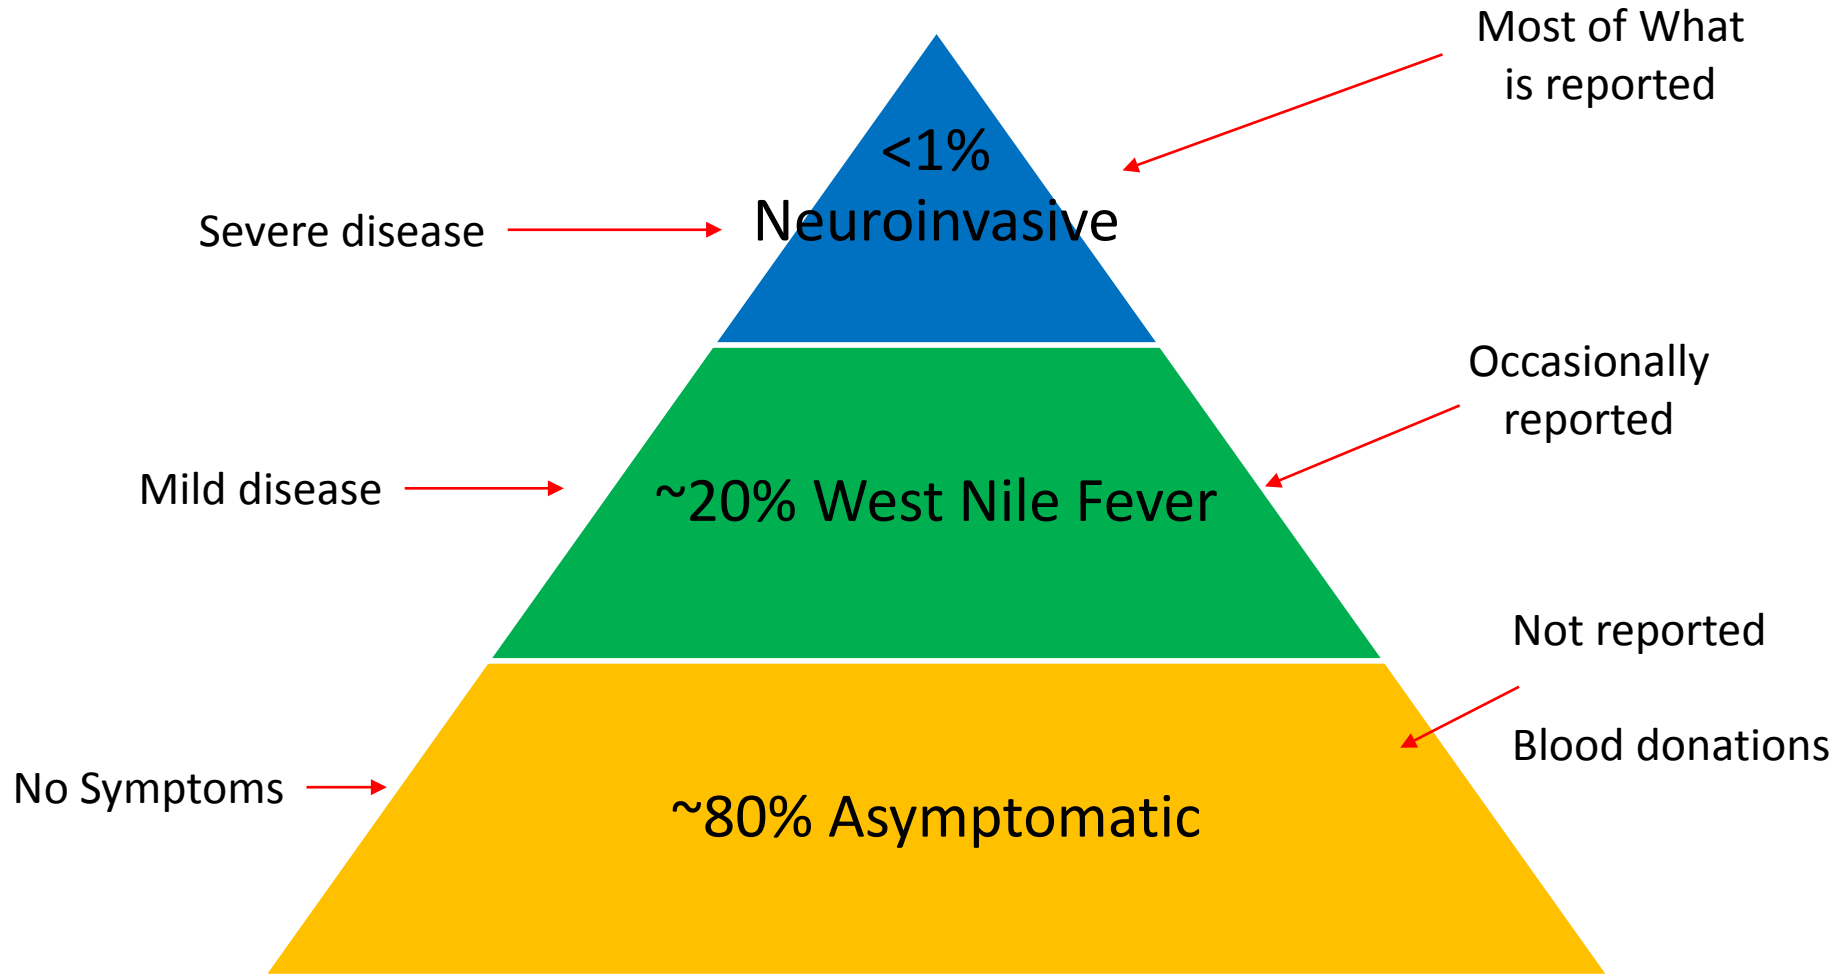 Most of What
is reported
<1%
Neuroinvasive
Severe disease
Occasionally
reported
Mild disease
~20% West Nile Fever
Not reported
Blood donations
No Symptoms
~80% Asymptomatic